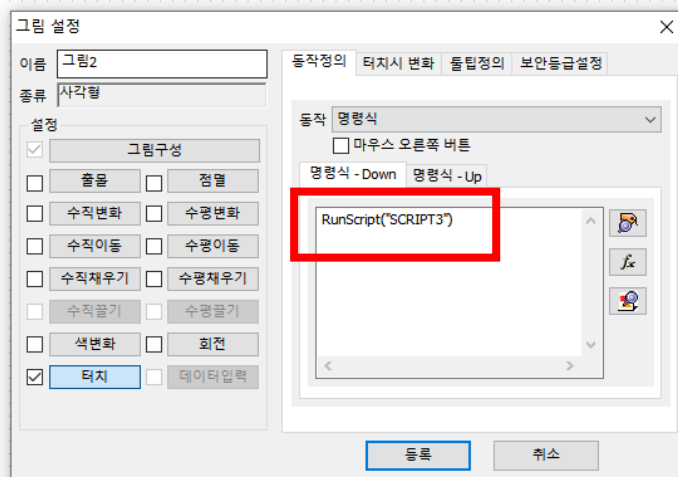 그림 설정
이름 그림2
종류 사각형
설정
그림구성
출몰 점멸
수직변화 수평변화
수직이동 수평이동
수직채우기 수평채우기
수직끌기 수평끌기
색변화 회전
터치 데이터입력
동작정의 터치시 변화 툴팁정의 보안등급설정
동작 명령식
마우스 오른쪽 버튼
명령식 - Down 명령식 - Up
RunScript("SCRIPT3")
fx
등록 취소